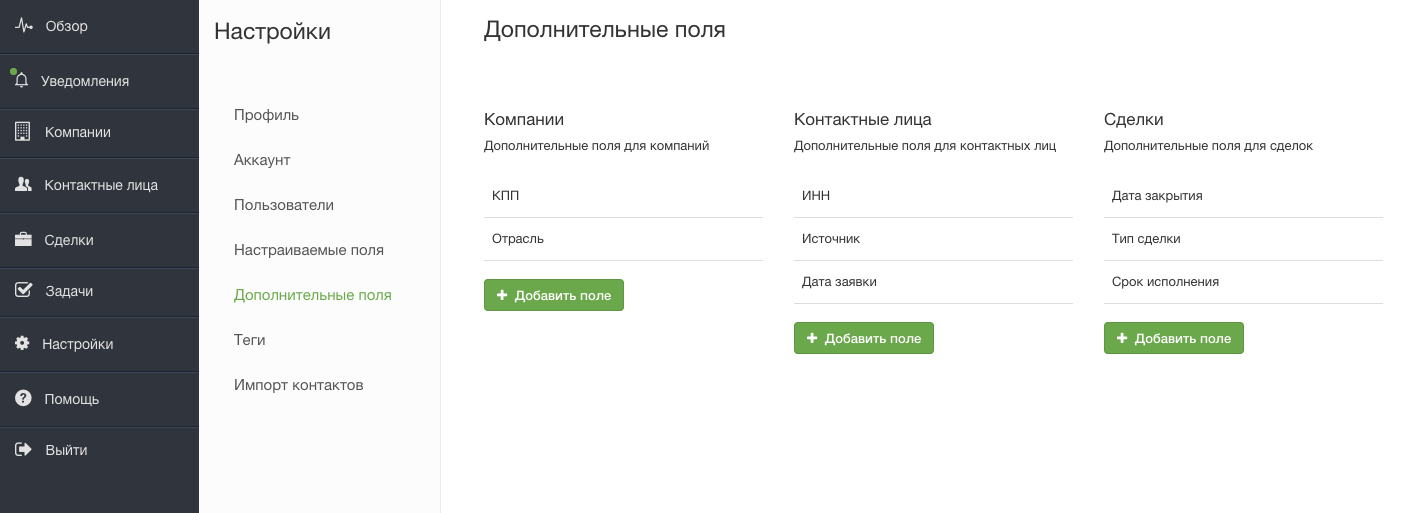 Обзор
Уведомления
Компании
Контактные лица
Сделки
Задачи
Настройки
Помощь
Выйти
Настройки
Профиль
Аккаунт
Пользователи
Настраиваемые поля
Дополнительные поля
Теги
Импорт контактов
Дополнительные поля
Компании
Дополнительные поля для компаний
КПП
Отрасль
Добавить поле
Контактные лица
Дополнительные поля для контактных лиц
ИНН
Источник
Дата заявки
Добавить поле
Сделки
Дополнительные поля для сделок
Дата закрытия
Тип сделки
Срок исполнения
Добавить поле